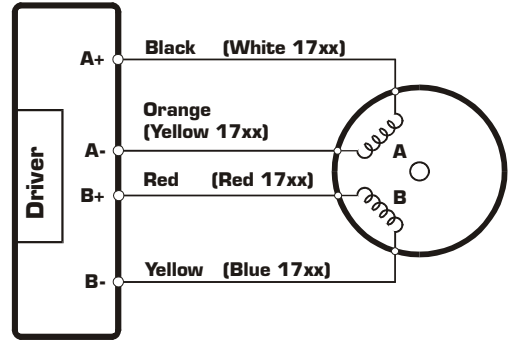 Black (White 17xx)
A+
Orange
(Yellow 17xx)
A-
A
Red (Red 17xx)
B+
B
Driver
Yellow (Blue 17xx)
B-